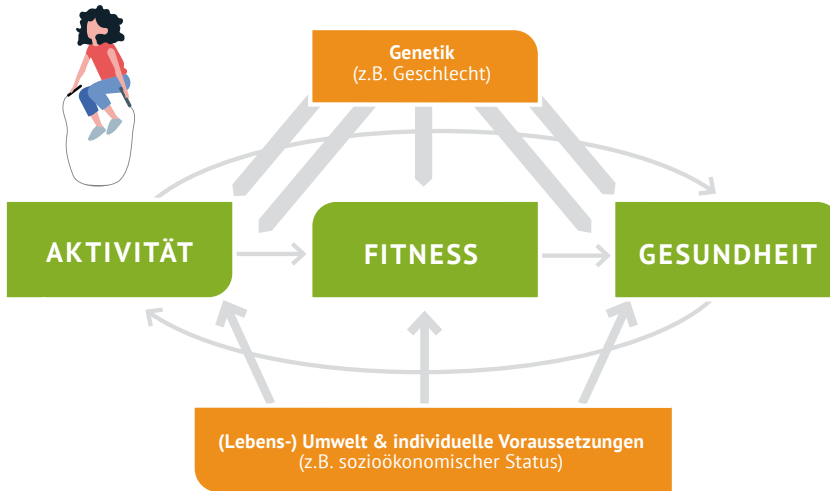 Genetik
(z.B. Geschlecht)
AKTIVITÄT
FITNESS
GESUNDHEIT
(Lebens-) Umwelt & individuelle Voraussetzungen
(z.B. sozioökonomischer Status)